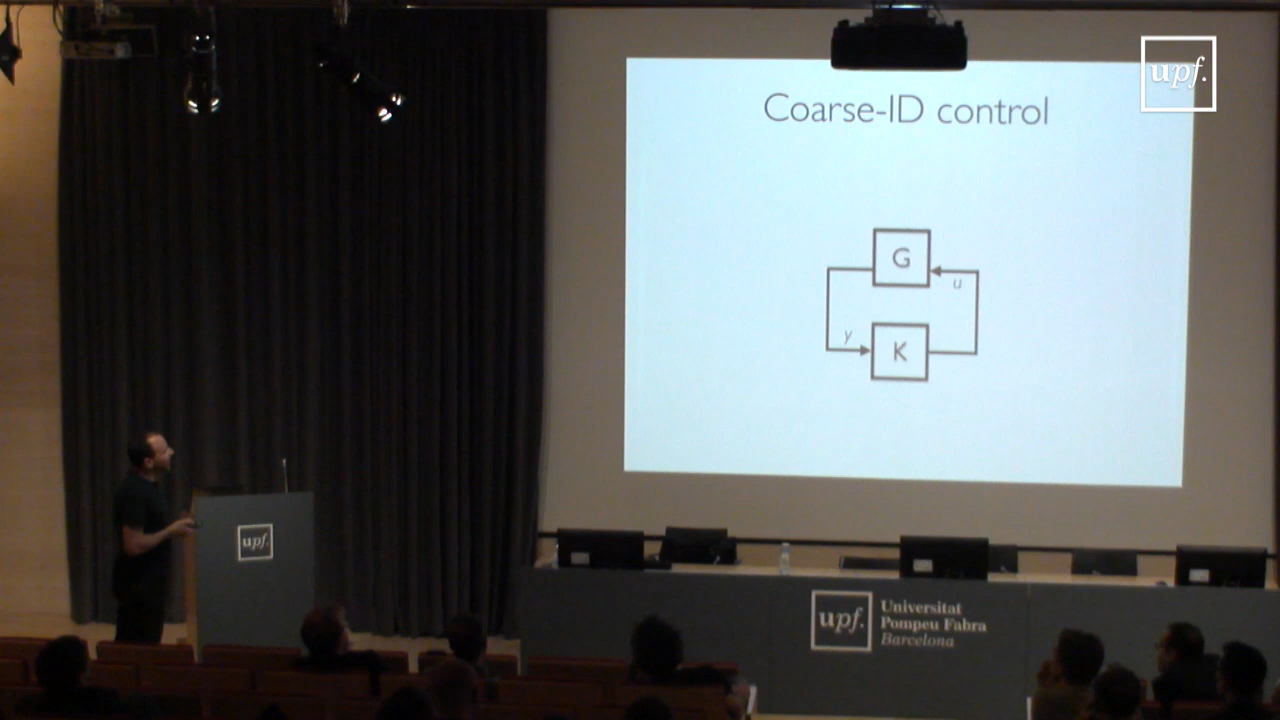 Coarse-ID control
upf.
G
u
y
K
upf.
upf.
Universitat
Pompeu Fabra
Barcelona